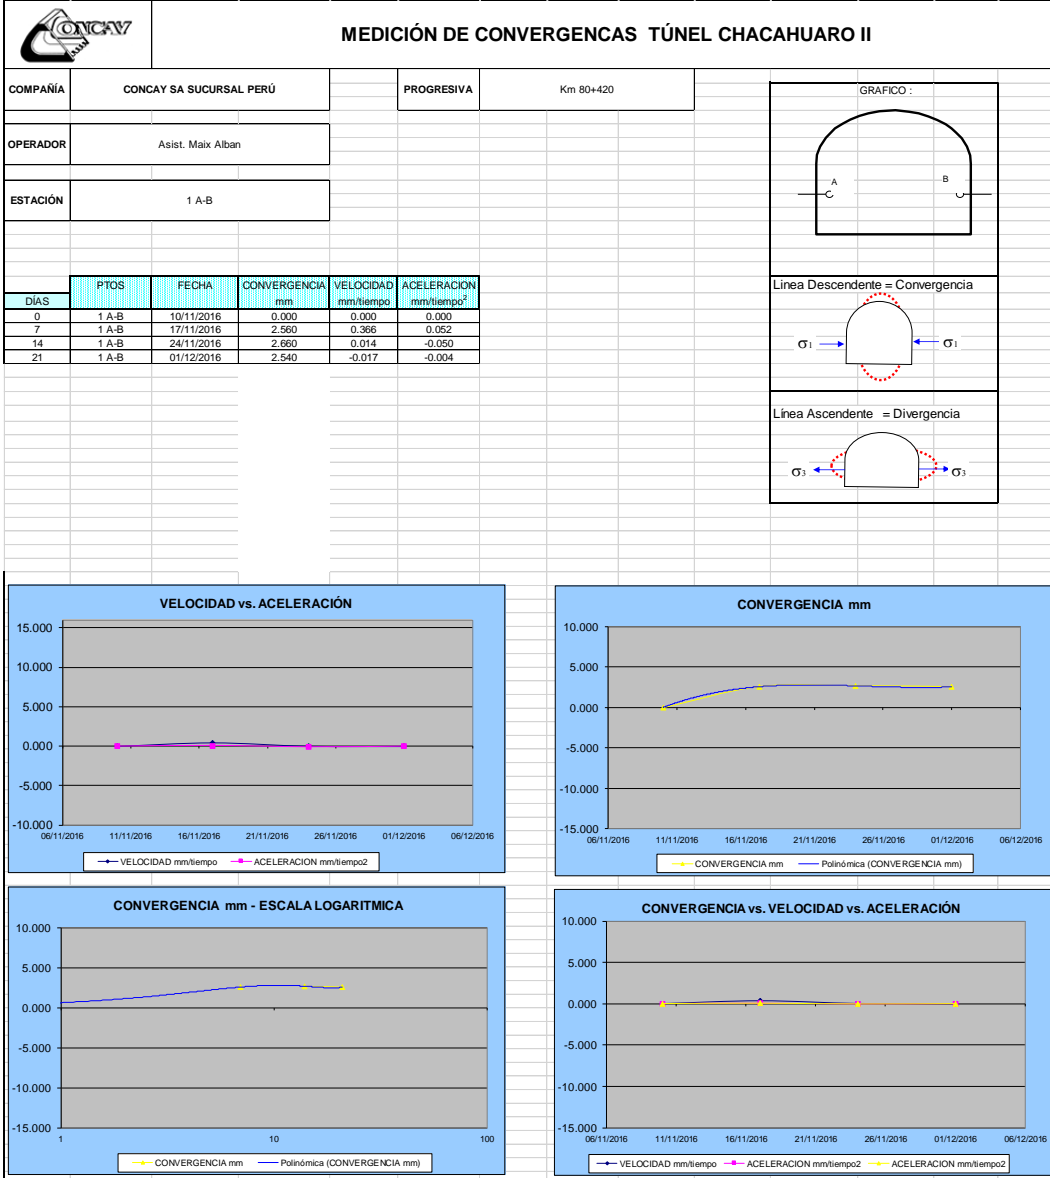 CONCAY
MEDICIÓN DE CONVERGENCAS TÚNEL CHACAHUARO II
COMPAÑÍA CONCAY SA SUCURSAL PERÚ PROGRESIVA Km 80+420
OPERADOR Asist. Maix Alban
ESTACIÓN 1 A-B
GRAFICO :
A B
PTOS FECHA CONVERGENCIA VELOCIDAD ACELERACION
DÍAS mm mm/tiempo mm/tiempo²
0 1 A-B 10/11/2016 0.000 0.000 0.000
7 1 A-B 17/11/2016 2.560 0.366 0.052
14 1 A-B 24/11/2016 2.660 0.014 -0.050
21 1 A-B 01/12/2016 2.540 -0.017 -0.004
Linea Descendente = Convergencia
σ1 σ1
Línea Ascendente = Divergencia
σ3 σ3
VELOCIDAD vs. ACELERACIÓN
15.000
10.000
5.000
0.000
-5.000
-10.000
06/11/2016 11/11/2016 16/11/2016 21/11/2016 26/11/2016 01/12/2016 06/12/2016
VELOCIDAD mm/tiempo ACELERACION mm/tiempo2
CONVERGENCIA mm
10.000
5.000
0.000
-5.000
-10.000
-15.000
06/11/2016 11/11/2016 16/11/2016 21/11/2016 26/11/2016 01/12/2016 06/12/2016
CONVERGENCIA mm Polinómica (CONVERGENCIA mm)
CONVERGENCIA mm - ESCALA LOGARITMICA
10.000
5.000
0.000
-5.000
-10.000
-15.000
1 10 100
CONVERGENCIA mm Polinómica (CONVERGENCIA mm)
CONVERGENCIA vs. VELOCIDAD vs. ACELERACIÓN
10.000
5.000
0.000
-5.000
-10.000
-15.000
06/11/2016 11/11/2016 16/11/2016 21/11/2016 26/11/2016 01/12/2016 06/12/2016
VELOCIDAD mm/tiempo ACELERACION mm/tiempo2 ACELERACION mm/tiempo2